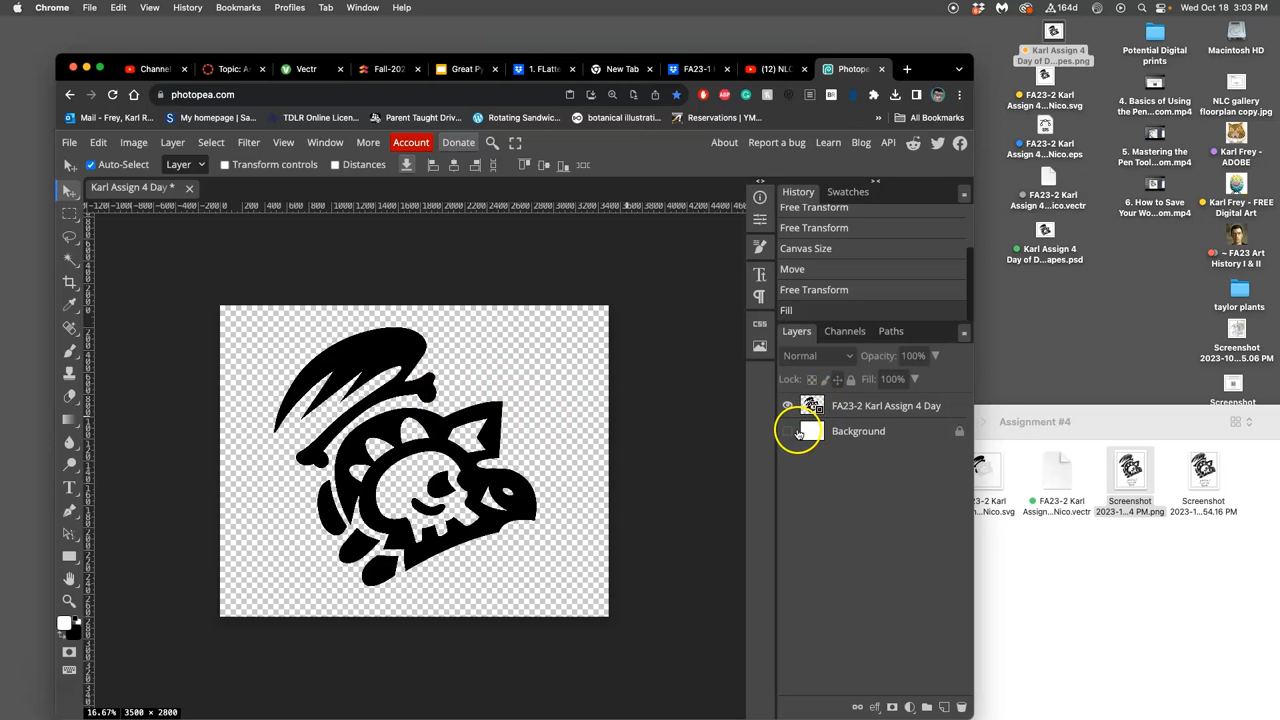 Chrome File Edit View History Bookmarks Profiles Tab Window Help 164d Wed Oct 18 3:03 PM
Channel Topic: A Vectr Fall-202 Great Py 1. FLatte New Tab FA23-1 (12) NLC Photopea
photopea.com
Mail - Frey, Karl R... My homepage | Sa... TDLR Online Licen... Parent Taught Driv... Rotating Sandwic... botanical illustrati... Reservations | YM... » All Bookmarks
File Edit Image Layer Select Filter View Window More Account Donate About Report a bug Learn Blog API
Auto-Select Layer Transform controls Distances
Karl Assign 4 Day *
History Swatches
Free Transform
Free Transform
Canvas Size
Move
Free Transform
Fill
Layers Channels Paths
Normal Opacity: 100%
Lock: Fill: 100%
FA23-2 Karl Assign 4 Day
Background
CSS
eff
16.67% 3500 × 2800
Karl Assign 4
Day of D...pes.png
FA23-2 Karl
Assign 4...Nico.svg
FA23-2 Karl
Assign 4...Nico.eps
FA23-2 Karl
Assign 4...Nico.vectr
Karl Assign 4
Day of D...apes.psd
Potential Digital
prints
4. Basics of Using
the Pen...om.mp4
5. Mastering the
Pen Tool...om.mp4
6. How to Save
Your Wo...om.mp4
Macintosh HD
NLC gallery
floorplan copy.jpg
Karl Frey -
ADOBE
Karl Frey - FREE
Digital Art
~ FA23 Art
History I & II
taylor plants
Screenshot
2023-10...5.06 PM
Screenshot
Assignment #4
23-2 Karl
...Nico.svg
FA23-2 Karl
Assign...Nico.vectr
Screenshot
2023-1...4 PM.png
Screenshot
2023-1...54.16 PM